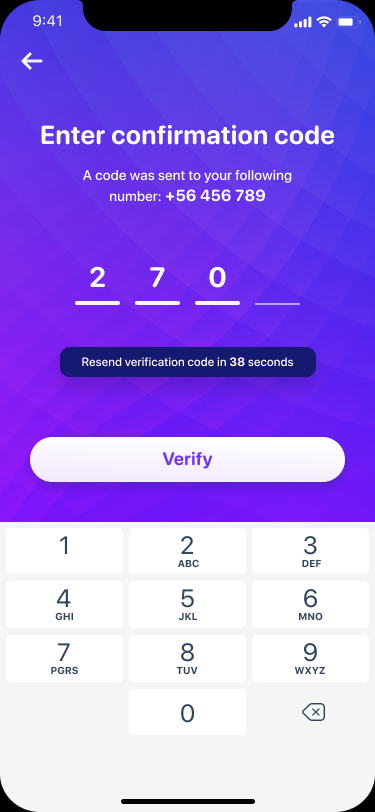 9:41
Enter confirmation code
A code was sent to your following
number: +56 456 789
2 7 0
Resend verification code in 38 seconds
Verify
1 2 3
ABC DEF
4 5 6
GHI JKL MNO
7 8 9
PGRS TUV WXYZ
0